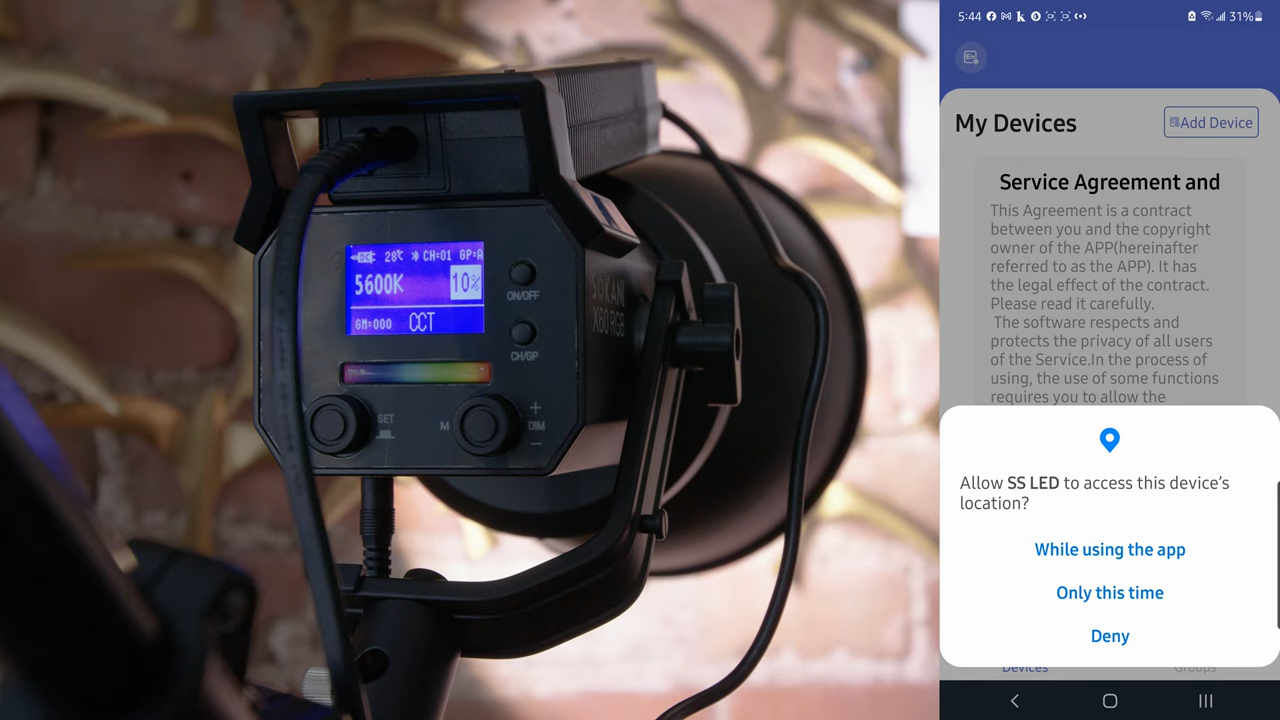 DC 28℃ CH:01 GP:A
5600K 10%
GM=000 CCT
ON/OFF
CH/GP
SET
M
+
DIM
−
SOKANI
X60 RGB
5:44 31%
En
My Devices
Add Device
Service Agreement and
This Agreement is a contract
between you and the copyright
owner of the APP(hereinafter
referred to as the APP). It has
the legal effect of the contract.
Please read it carefully.
The software respects and
protects the privacy of all users
of the Service.In the process of
using, the use of some functions
requires you to allow the
Allow SS LED to access this device's
location?
While using the app
Only this time
Deny
Devices
Groups